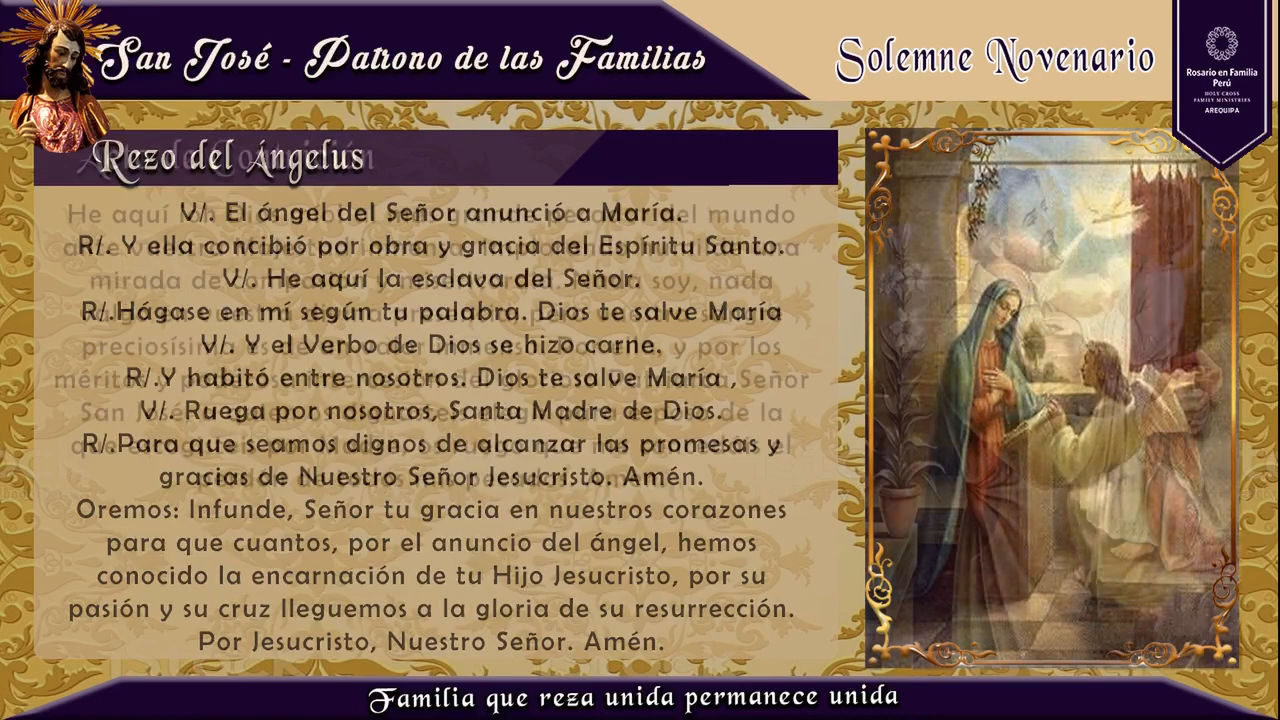 San José - Patrono de las Familias
Solemne Novenario
Rosario en Familia
Perú
HOLY CROSS
FAMILY MINISTRIES
AREQUIPA
Rezo del Ángelus
V/. El ángel del Señor anunció a María.
R/. Y ella concibió por obra y gracia del Espíritu Santo.
V/. He aquí la esclava del Señor.
R/.Hágase en mí según tu palabra. Dios te salve María
V/. Y el Verbo de Dios se hizo carne.
R/.Y habitó entre nosotros. Dios te salve María ,
V/. Ruega por nosotros, Santa Madre de Dios.
R/.Para que seamos dignos de alcanzar las promesas y
gracias de Nuestro Señor Jesucristo. Amén.
Oremos: Infunde, Señor tu gracia en nuestros corazones
para que cuantos, por el anuncio del ángel, hemos
conocido la encarnación de tu Hijo Jesucristo, por su
pasión y su cruz lleguemos a la gloria de su resurrección.
Por Jesucristo, Nuestro Señor. Amén.
Familia que reza unida permanece unida